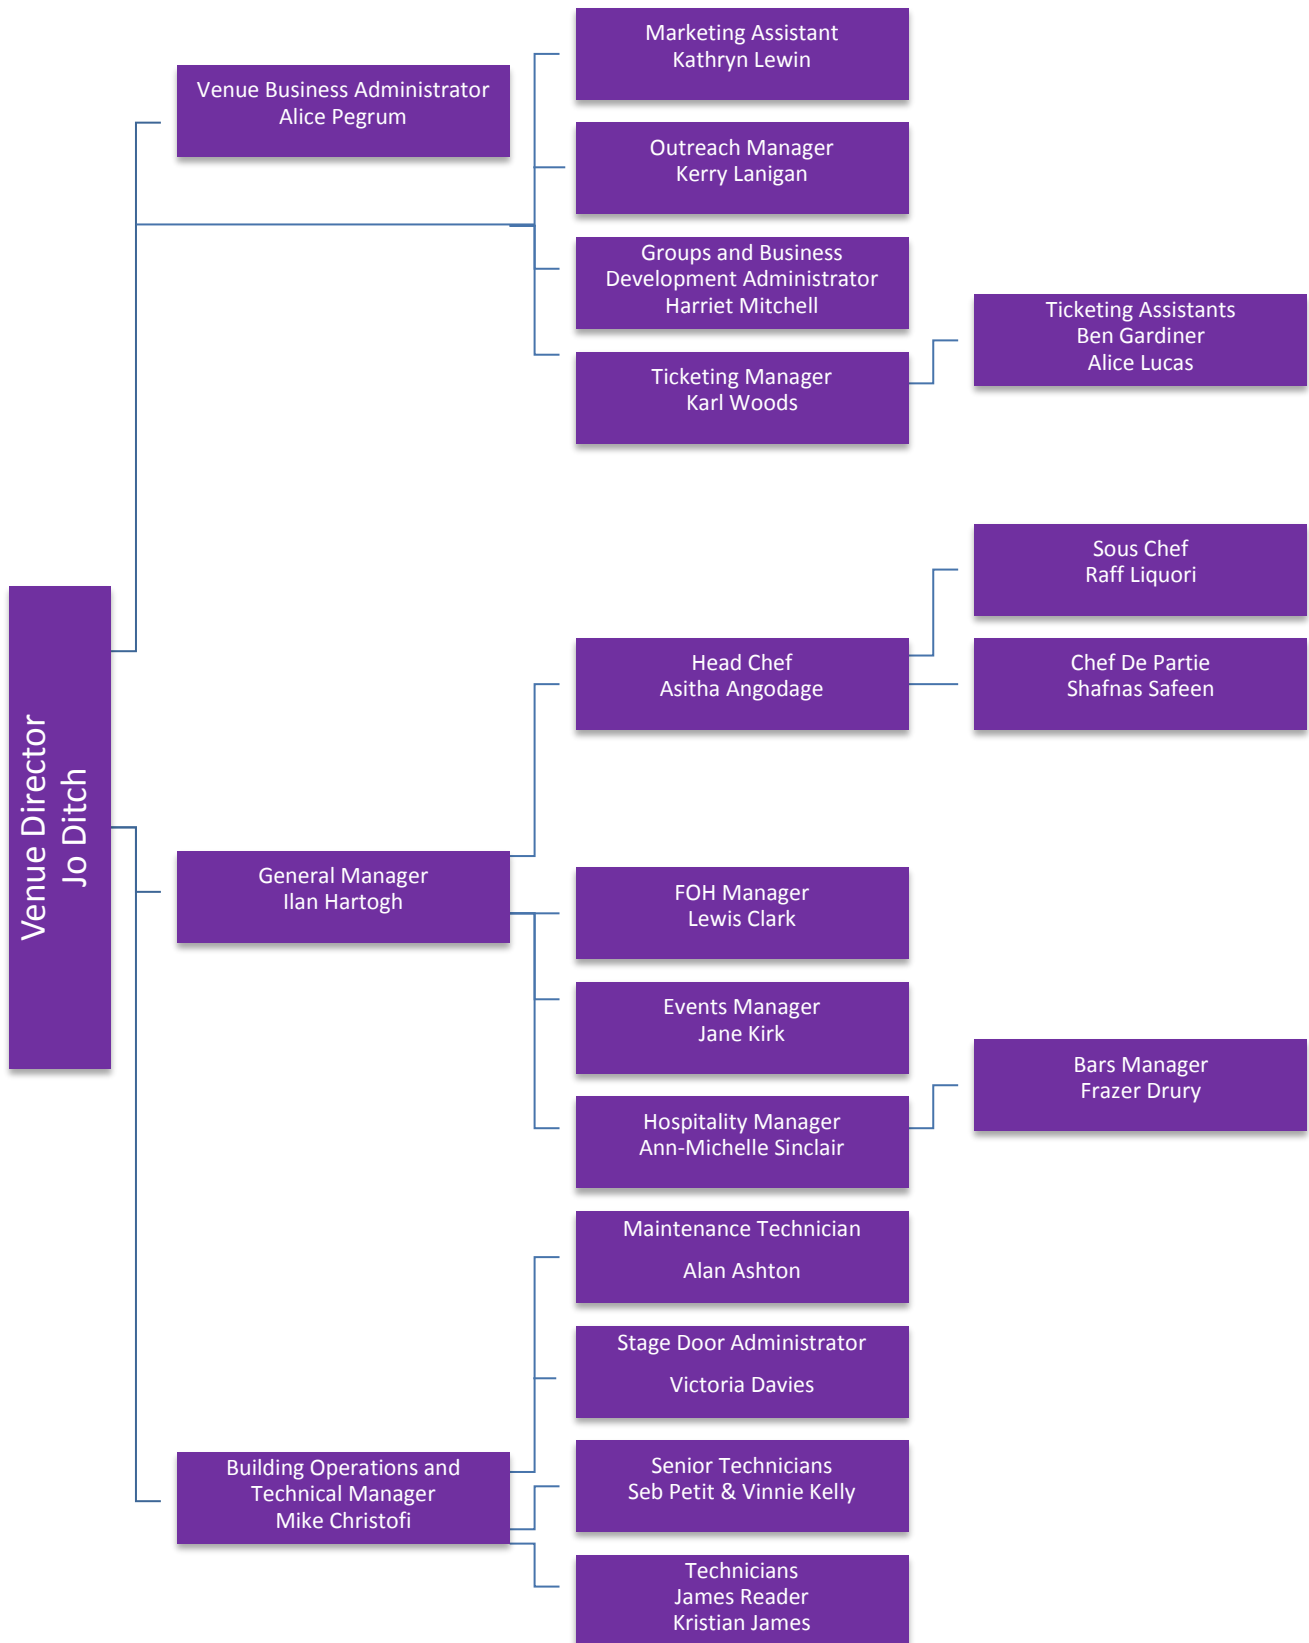 Marketing Assistant
Kathryn Lewin
Venue Business Administrator
Alice Pegrum
Outreach Manager
Kerry Lanigan
Groups and Business
Development Administrator
Harriet Mitchell
Ticketing Assistants
Ben Gardiner
Alice Lucas
Ticketing Manager
Karl Woods
Sous Chef
Raff Liquori
Head Chef
Asitha Angodage
Chef De Partie
Shafnas Safeen
Venue Director
Jo Ditch
General Manager
Ilan Hartogh
FOH Manager
Lewis Clark
Events Manager
Jane Kirk
Bars Manager
Frazer Drury
Hospitality Manager
Ann-Michelle Sinclair
Maintenance Technician
Alan Ashton
Stage Door Administrator
Victoria Davies
Building Operations and
Technical Manager
Mike Christofi
Senior Technicians
Seb Petit & Vinnie Kelly
Technicians
James Reader
Kristian James